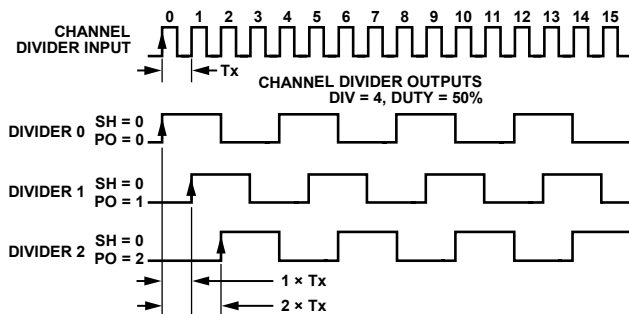 0 1 2 3 4 5 6 7 8 9 10 11 12 13 14 15
CHANNEL
DIVIDER INPUT
Tx
CHANNEL DIVIDER OUTPUTS
DIV = 4, DUTY = 50%
DIVIDER 0
SH = 0
PO = 0
DIVIDER 1
SH = 0
PO = 1
DIVIDER 2
SH = 0
PO = 2
1 × Tx
2 × Tx